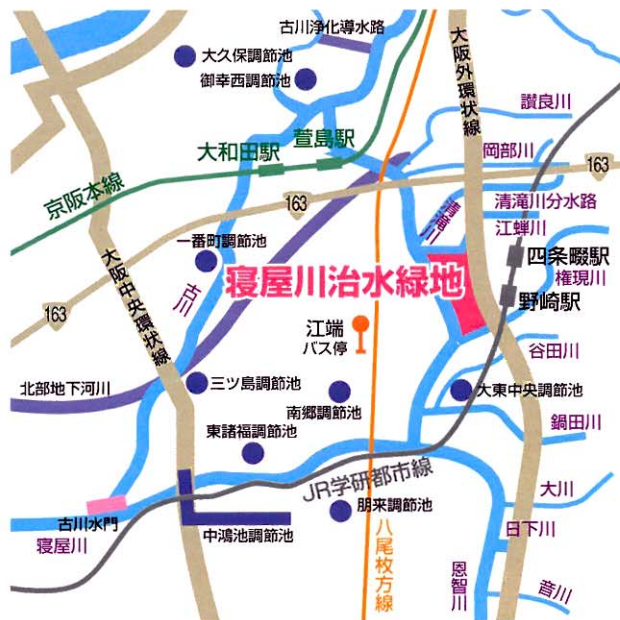 古川浄化導水路
大久保調節池
御幸西調節池
大阪外環状線
讃良川
萱島駅
大和田駅
岡部川
163
京阪本線
163
清滝川分水路
清滝川
江蝉川
一番町調節池
四条畷駅
権現川
大阪中央環状線
古川
寝屋川治水緑地
野崎駅
163
江端
バス停
谷田川
北部地下河川
三ツ島調節池
大東中央調節池
南郷調節池
鍋田川
東諸福調節池
JR学研都市線
大川
朋来調節池
古川水門
中鴻池調節池
日下川
寝屋川
八尾枚方線
恩智川
音川